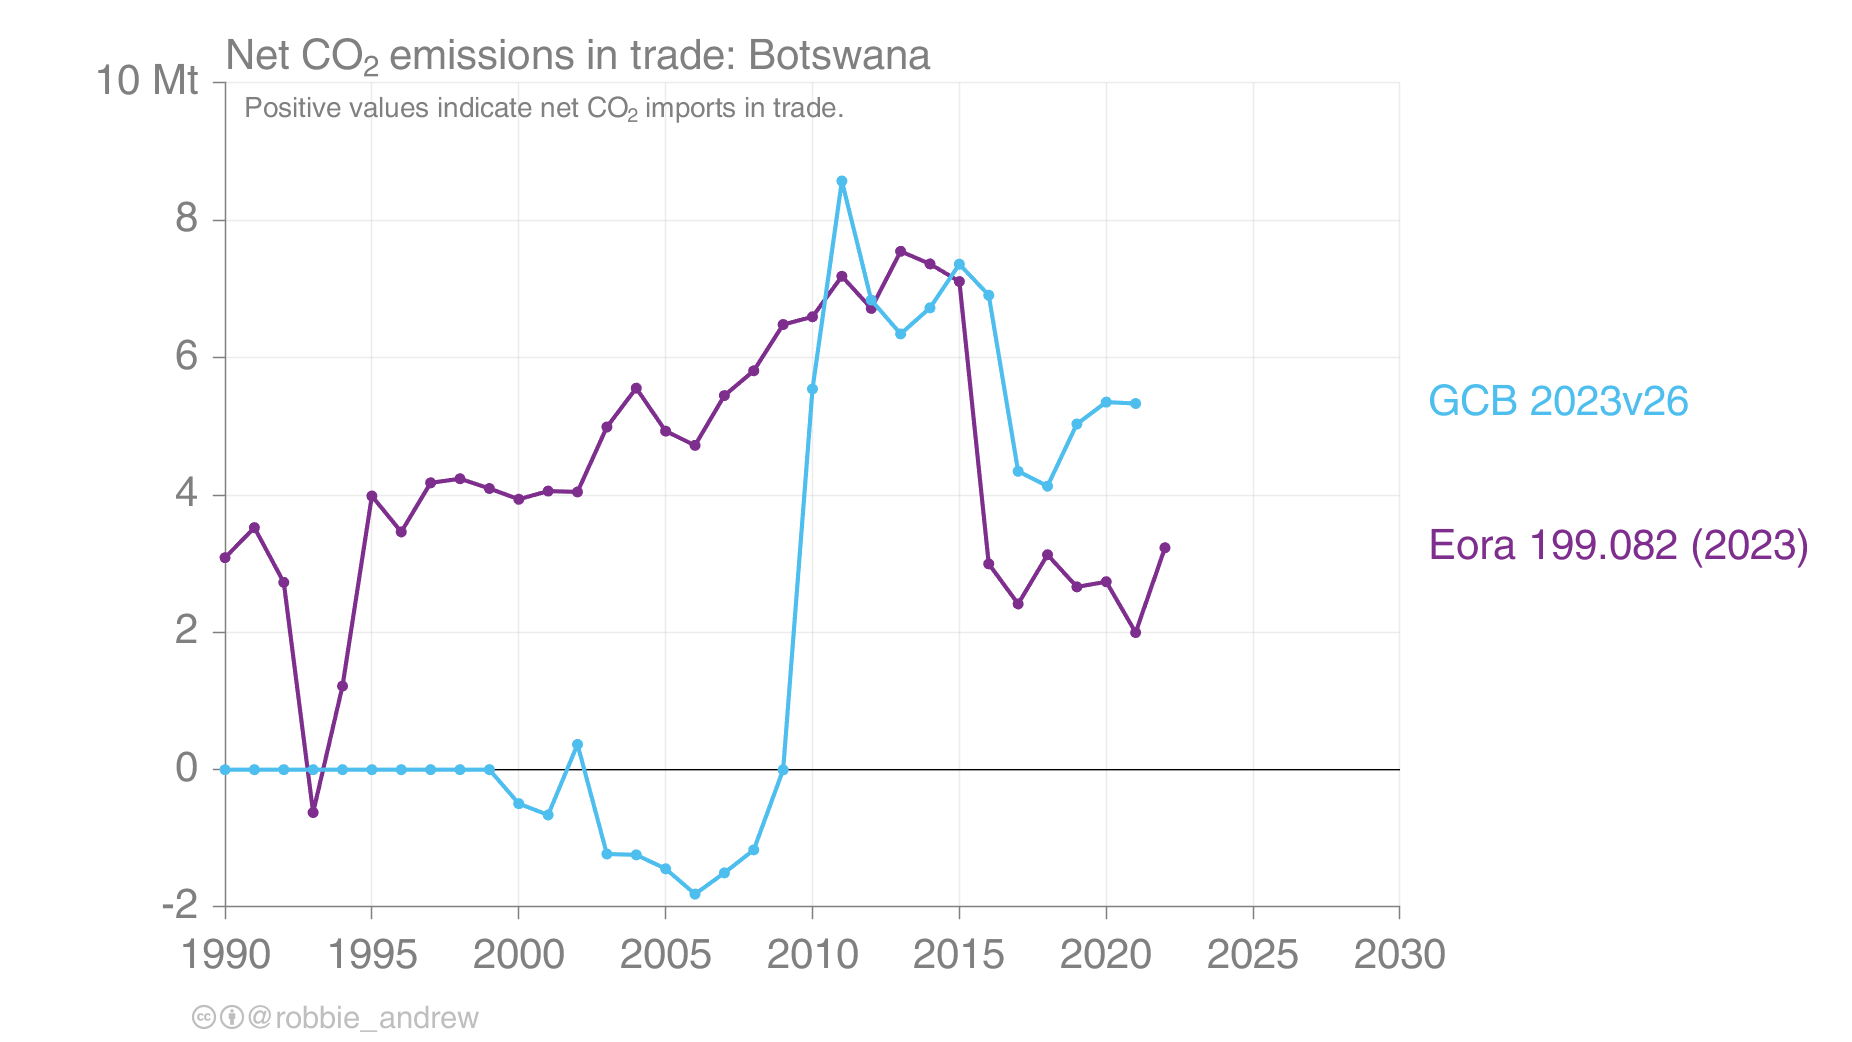 Net CO₂ emissions in trade: Botswana
10 Mt
Positive values indicate net CO₂ imports in trade.
8
6
4
2
0
-2
GCB 2023v26
Eora 199.082 (2023)
1990 1995 2000 2005 2010 2015 2020 2025 2030
cc @robbie_andrew